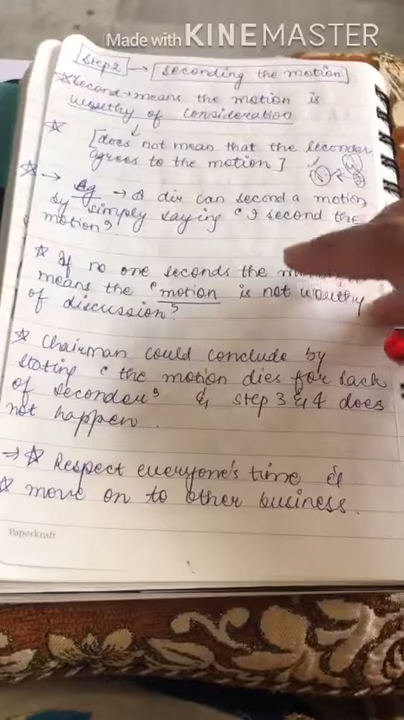 Made with KINEMASTER
Step 2 → Seconding the motion
☆ Second → means the motion is
worthy of consideration
☆ [does not mean that the seconder
agrees to the motion]
☆ → Eg → A dir can second a motion
by simply saying "I second the
motion"
☆ If no one seconds the
means the "motion is not worthy
of discussion"
☆ Chairman could conclude by
stating "the motion dies for lack
of seconder" & step 3 & 4 does
not happen.
→ ☆ Respect everyone's time &
☆ move on to other business.
Paperkraft